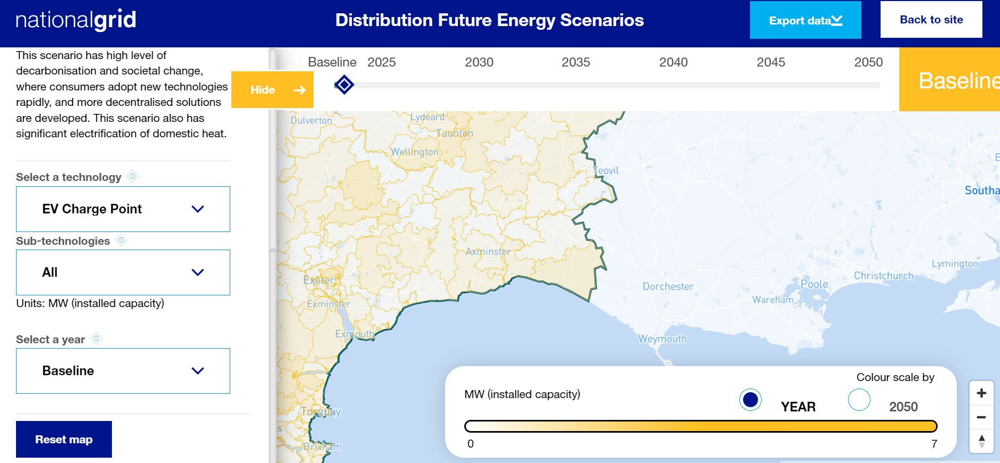 nationalgrid
Distribution Future Energy Scenarios
Export data
Back to site
This scenario has high level of
decarbonisation and societal change,
where consumers adopt new technologies
rapidly, and more decentralised solutions
are developed. This scenario also has
significant electrification of domestic heat.
Hide
Select a technology
EV Charge Point
Sub-technologies
All
Units: MW (installed capacity)
Select a year
Baseline
Reset map
Baseline 2025 2030 2035 2040 2045 2050
Baseline
Dulverton
Lydeard
Taunton
Wellington
Yeovil
Southa
Axminster
Lymington
Christchurch
Exeter
Poole
Dorchester
Wareham
Exminster
Exmouth
Weymouth
Torquay
Brixham
Colour scale by
MW (installed capacity)
YEAR
2050
0
7